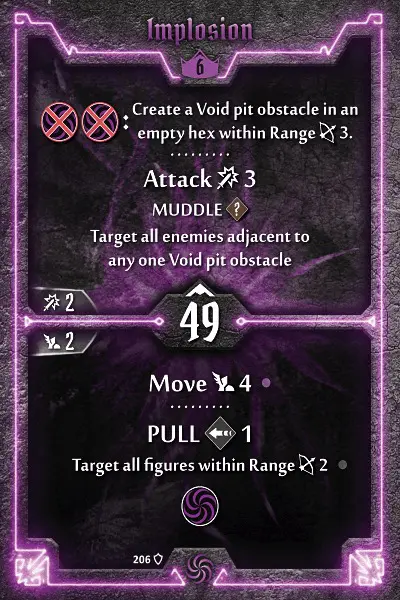 Implosion
6
: Create a Void pit obstacle in an
empty hex within Range 3.
Attack 3
MUDDLE ?
Target all enemies adjacent to
any one Void pit obstacle
2
49
2
Move 4
PULL 1
Target all figures within Range 2
206